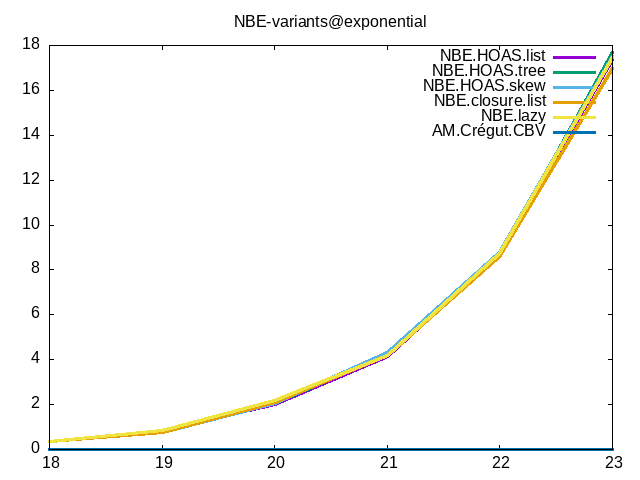 NBE-variants@exponential
18
16
14
12
10
8
6
4
2
0
NBE.HOAS.list
NBE.HOAS.tree
NBE.HOAS.skew
NBE.closure.list
NBE.lazy
AM.Crégut.CBV
18 19 20 21 22 23